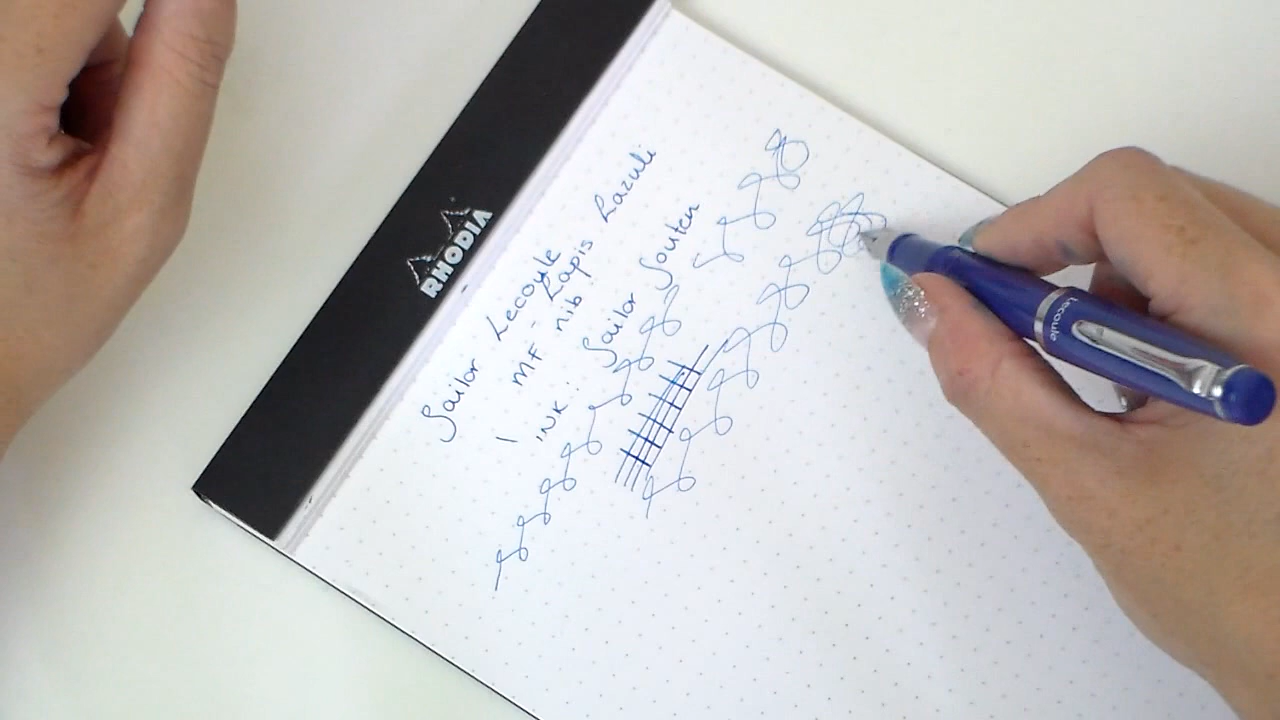 RHODIA
Sailor Lecoule
MF - Lapis Lazuli
nib
INK: Sailor Souten
Lecoule